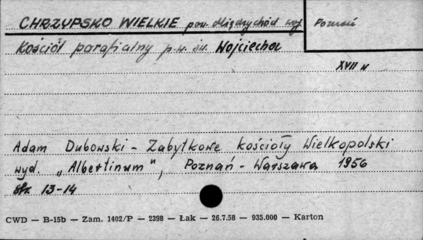 CHRZYPSKO WIELKIE pow. Międzychód woj. Poznań
Kościół parafialny p.w. św. Wojciecha
XVII w
Adam Dubowski - Zabytkowe kościoły Wielkopolski
wyd. „Albertinum", Poznań - Warszawa 1956
str 13-14
CWD — B-15b — Zam. 1402/P — 2398 — Łak — 26.7.58 — 935.000 — Karton